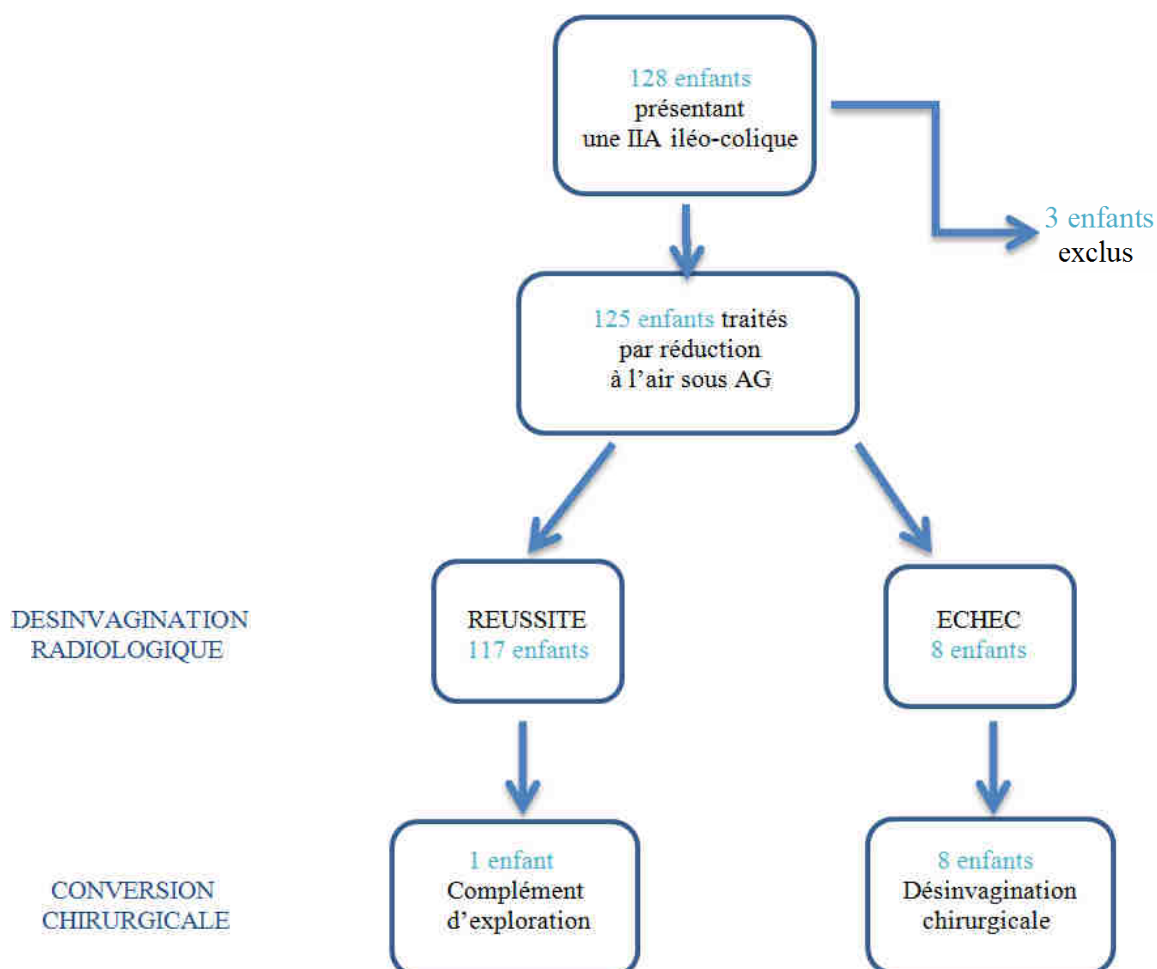 128 enfants
présentant
une IIA iléo-colique
3 enfants
exclus
125 enfants traités
par réduction
à l’air sous AG
DESINVAGINATION
RADIOLOGIQUE
REUSSITE
117 enfants
ECHEC
8 enfants
CONVERSION
CHIRURGICALE
1 enfant
Complément
d’exploration
8 enfants
Désinvagination
chirurgicale